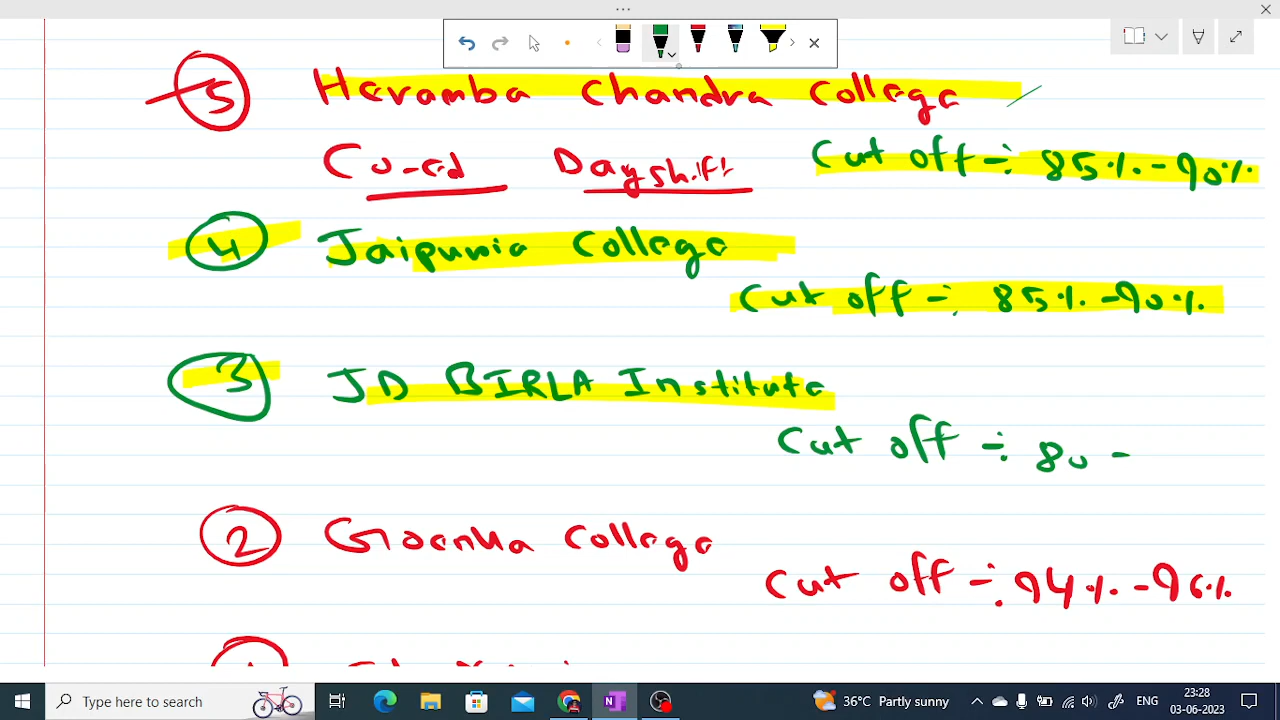 5 Heramba Chandra College
Co-ed Dayshift Cut off ÷ 85% - 90%
4 Jaipuria College
Cut off ÷ 85% - 90%
3 JD BIRLA Institute
Cut off ÷ 80 -
2 Goenka College
Cut off ÷ 94% - 96%
Type here to search
36°C Partly sunny
ENG
23:28
03-06-2023